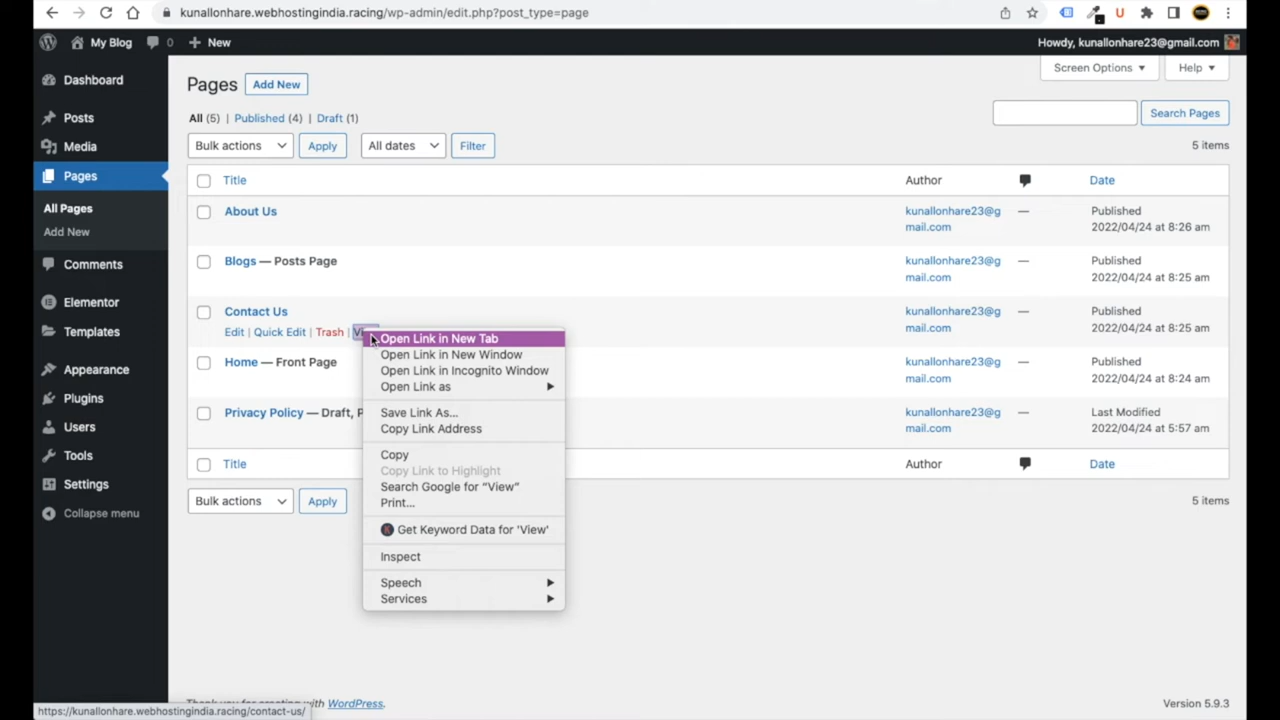 kunallonhare.webhostingindia.racing/wp-admin/edit.php?post_type=page
My Blog 0 New Howdy, kunallonhare23@gmail.com
Dashboard
Posts
Media
Pages
All Pages
Add New
Comments
Elementor
Templates
Appearance
Plugins
Users
Tools
Settings
Collapse menu
Screen Options Help
Pages Add New
All (5) | Published (4) | Draft (1)
Search Pages
Bulk actions Apply All dates Filter 5 items
Title Author Date
About Us kunallonhare23@g Published
mail.com 2022/04/24 at 8:26 am
Blogs — Posts Page kunallonhare23@g Published
mail.com 2022/04/24 at 8:25 am
Contact Us kunallonhare23@g Published
Edit | Quick Edit | Trash | mail.com 2022/04/24 at 8:25 am
Home — Front Page kunallonhare23@g Published
mail.com 2022/04/24 at 8:24 am
Privacy Policy — Draft, P kunallonhare23@g Last Modified
mail.com 2022/04/24 at 5:57 am
Title Author Date
Bulk actions Apply 5 items
Open Link in New Tab
Open Link in New Window
Open Link in Incognito Window
Open Link as
Save Link As...
Copy Link Address
Copy
Copy Link to Highlight
Search Google for “View”
Print...
K Get Keyword Data for 'View'
Inspect
Speech
Services
Thank you for creating with WordPress. Version 5.9.3
https://kunallonhare.webhostingindia.racing/contact-us/